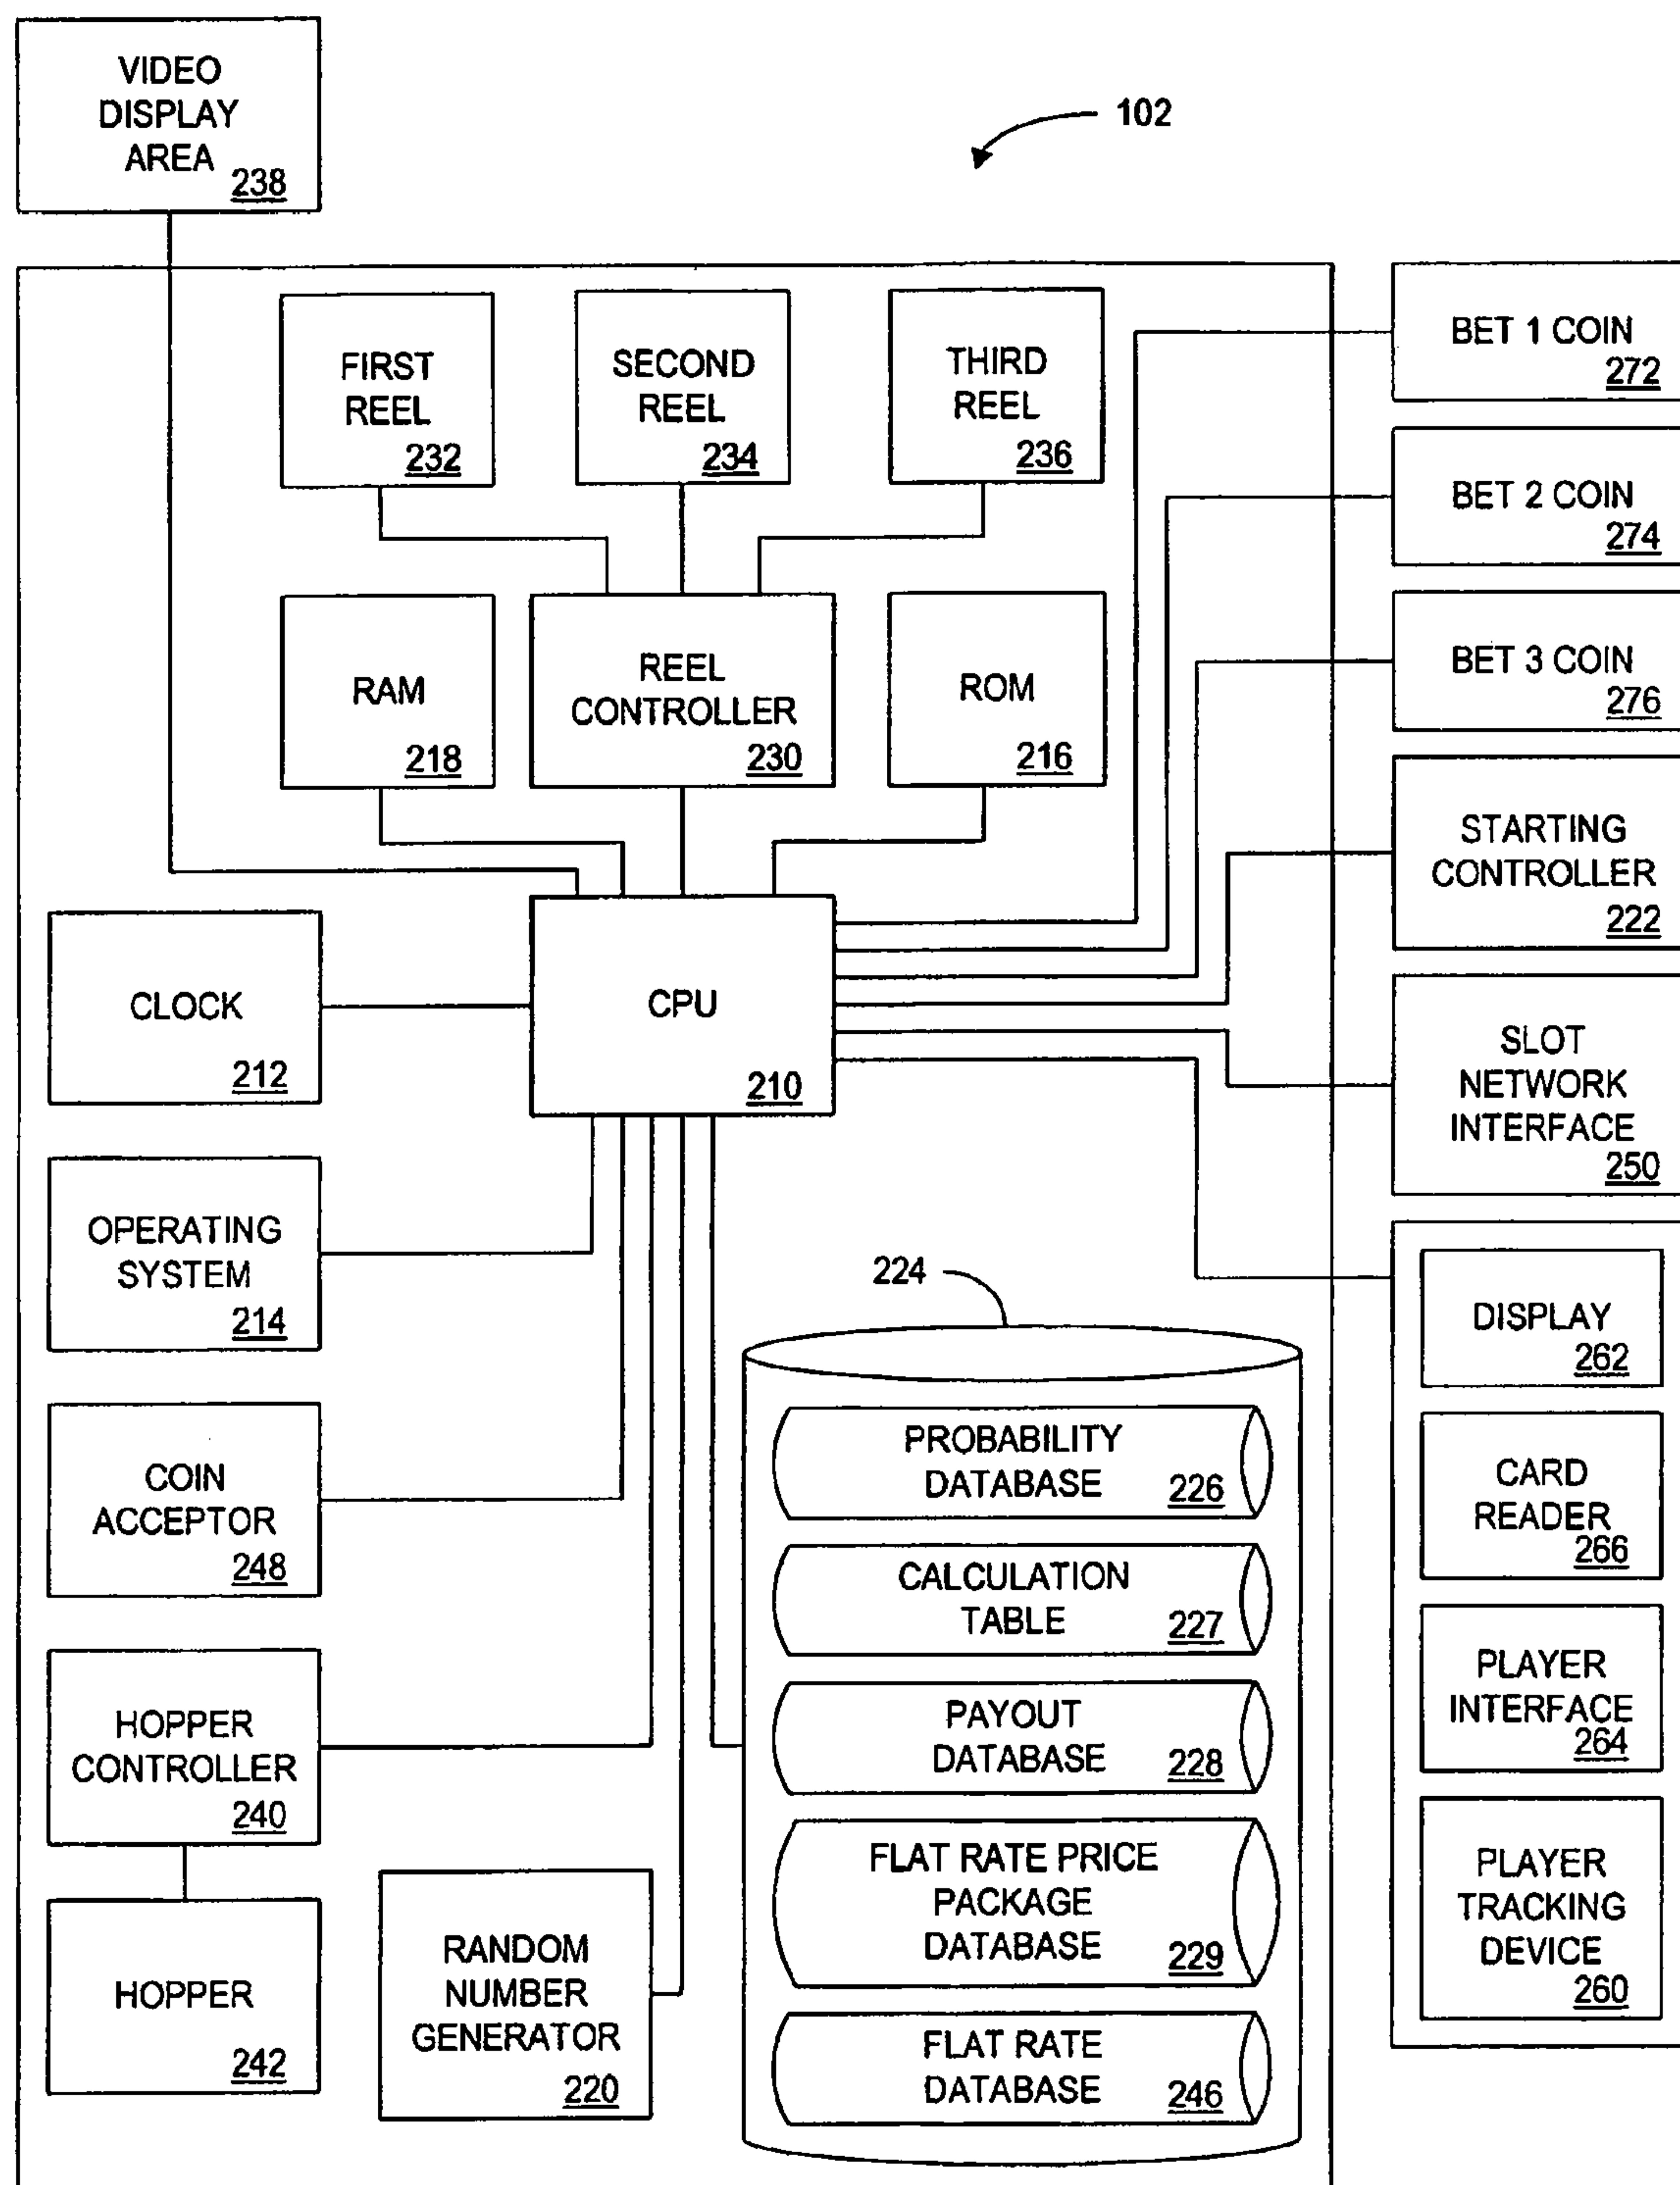 VIDEO
DISPLAY
AREA
238
102
FIRST
REEL
232
SECOND
REEL
234
THIRD
REEL
236
BET 1 COIN
272
BET 2 COIN
274
BET 3 COIN
276
RAM
218
REEL
CONTROLLER
230
ROM
216
STARTING
CONTROLLER
222
CLOCK
212
CPU
210
SLOT
NETWORK
INTERFACE
250
OPERATING
SYSTEM
214
224
DISPLAY
262
COIN
ACCEPTOR
248
PROBABILITY
DATABASE
226
CARD
READER
266
CALCULATION
TABLE
227
HOPPER
CONTROLLER
240
PAYOUT
DATABASE
228
PLAYER
INTERFACE
264
HOPPER
242
RANDOM
NUMBER
GENERATOR
220
FLAT RATE PRICE
PACKAGE
DATABASE
229
PLAYER
TRACKING
DEVICE
260
FLAT RATE
DATABASE
246